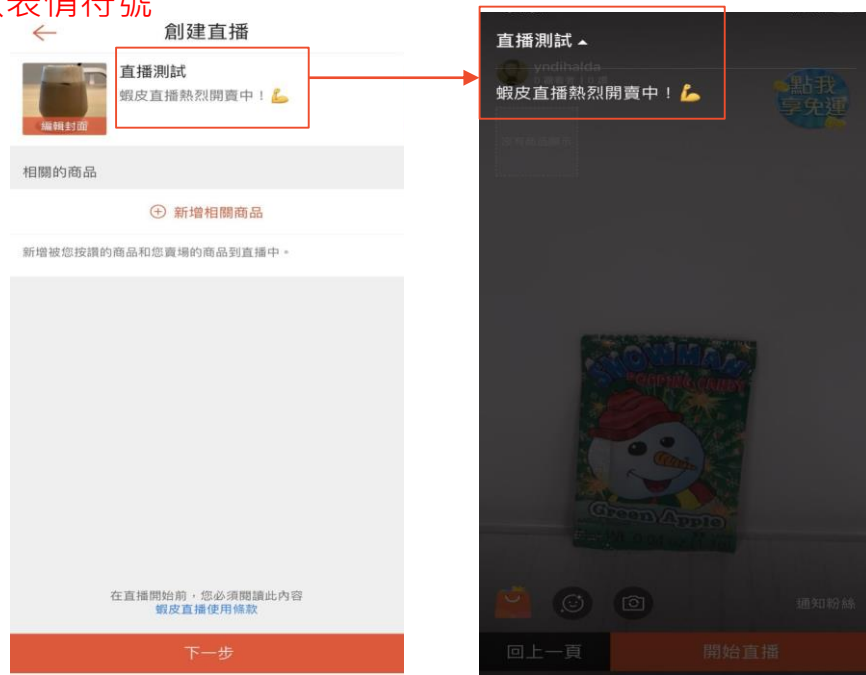 表情符號
創建直播
直播測試
蝦皮直播熱烈開賣中！💪
編輯封面
相關的商品
新增相關商品
新增被您按讚的商品和您賣場的商品到直播中。
在直播開始前，您必須閱讀此內容
蝦皮直播使用條款
下一步
直播測試
yndihalda
蝦皮直播熱烈開賣中！💪
點我
享免運
SNOWMAN
POPPING CANDY
Green Apple
通知粉絲
回上一頁
開始直播